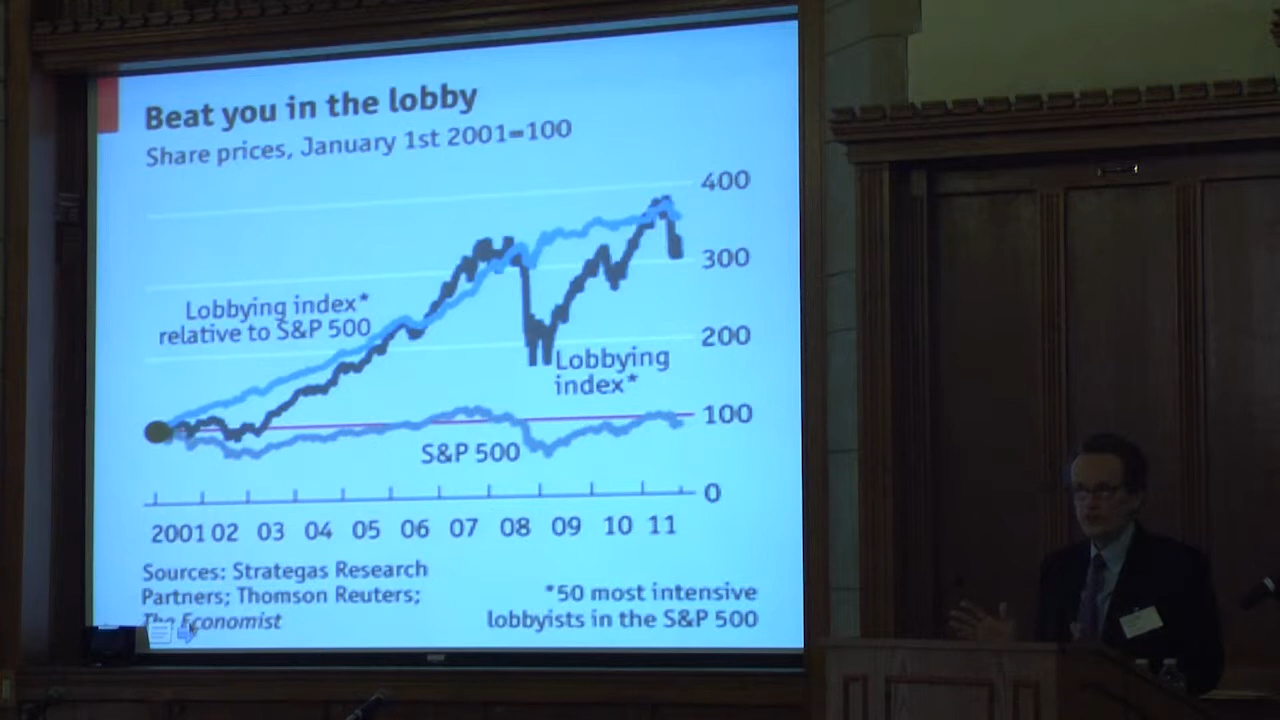 Beat you in the lobby
Share prices, January 1st 2001=100
400
300
Lobbying index*
relative to S&P 500
200
Lobbying
index*
100
S&P 500
0
2001 02 03 04 05 06 07 08 09 10 11
Sources: Strategas Research
Partners; Thomson Reuters;
The Economist
*50 most intensive
lobbyists in the S&P 500